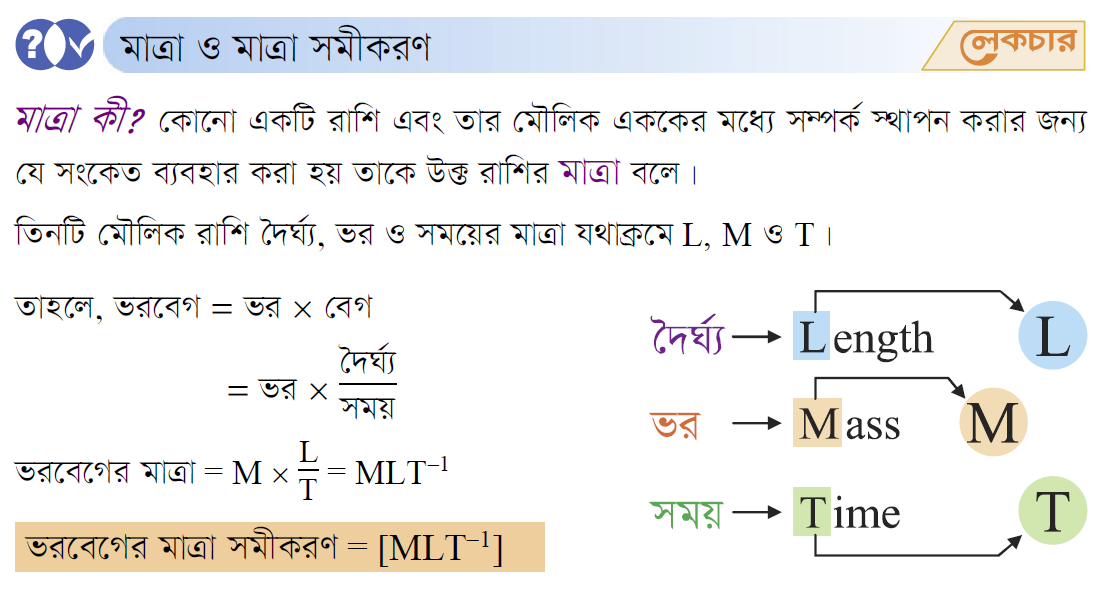 মাত্রা ও মাত্রা সমীকরণ
লেকচার
মাত্রা কী? কোনো একটি রাশি এবং তার মৌলিক এককের মধ্যে সম্পর্ক স্থাপন করার জন্য
যে সংকেত ব্যবহার করা হয় তাকে উক্ত রাশির মাত্রা বলে।
তিনটি মৌলিক রাশি দৈর্ঘ্য, ভর ও সময়ের মাত্রা যথাক্রমে L, M ও T।
তাহলে, ভরবেগ = ভর × বেগ
= ভর × দৈর্ঘ্য/সময়
ভরবেগের মাত্রা = M × L/T = MLT⁻¹
ভরবেগের মাত্রা সমীকরণ = [MLT⁻¹]
দৈর্ঘ্য → Length L
ভর → Mass M
সময় → Time T